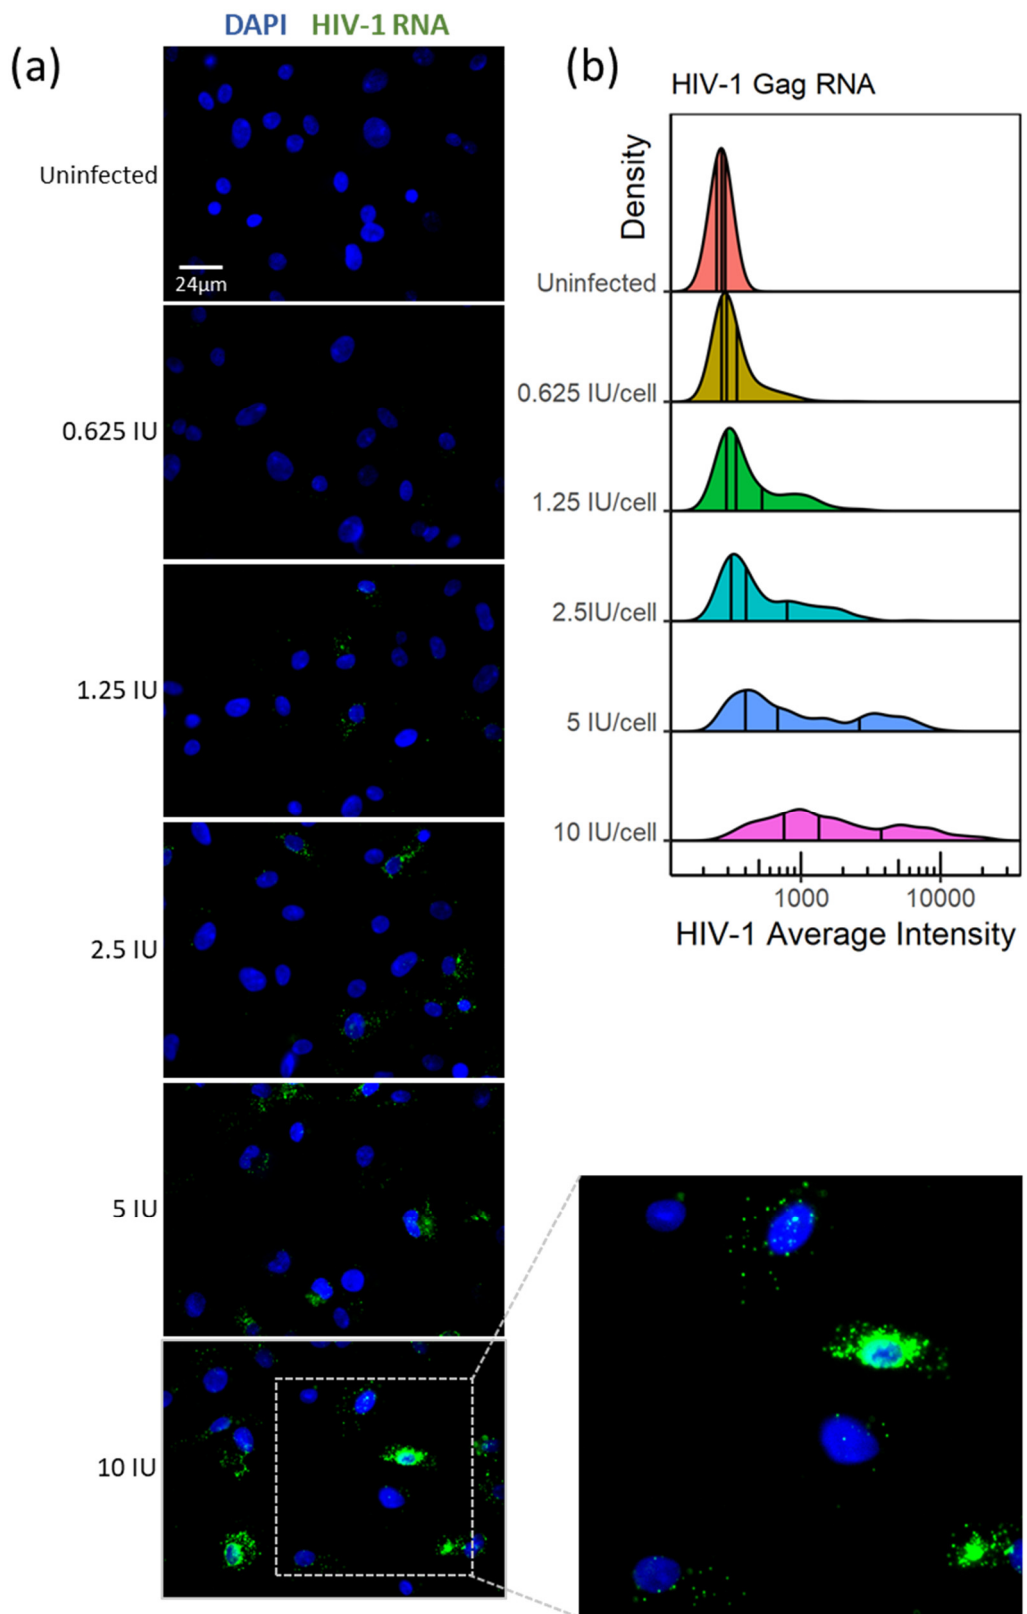 DAPI HIV-1 RNA
(a)
Uninfected
24µm
0.625 IU
1.25 IU
2.5 IU
5 IU
10 IU
(b)
HIV-1 Gag RNA
Density
Uninfected
0.625 IU/cell
1.25 IU/cell
2.5IU/cell
5 IU/cell
10 IU/cell
1000 10000
HIV-1 Average Intensity